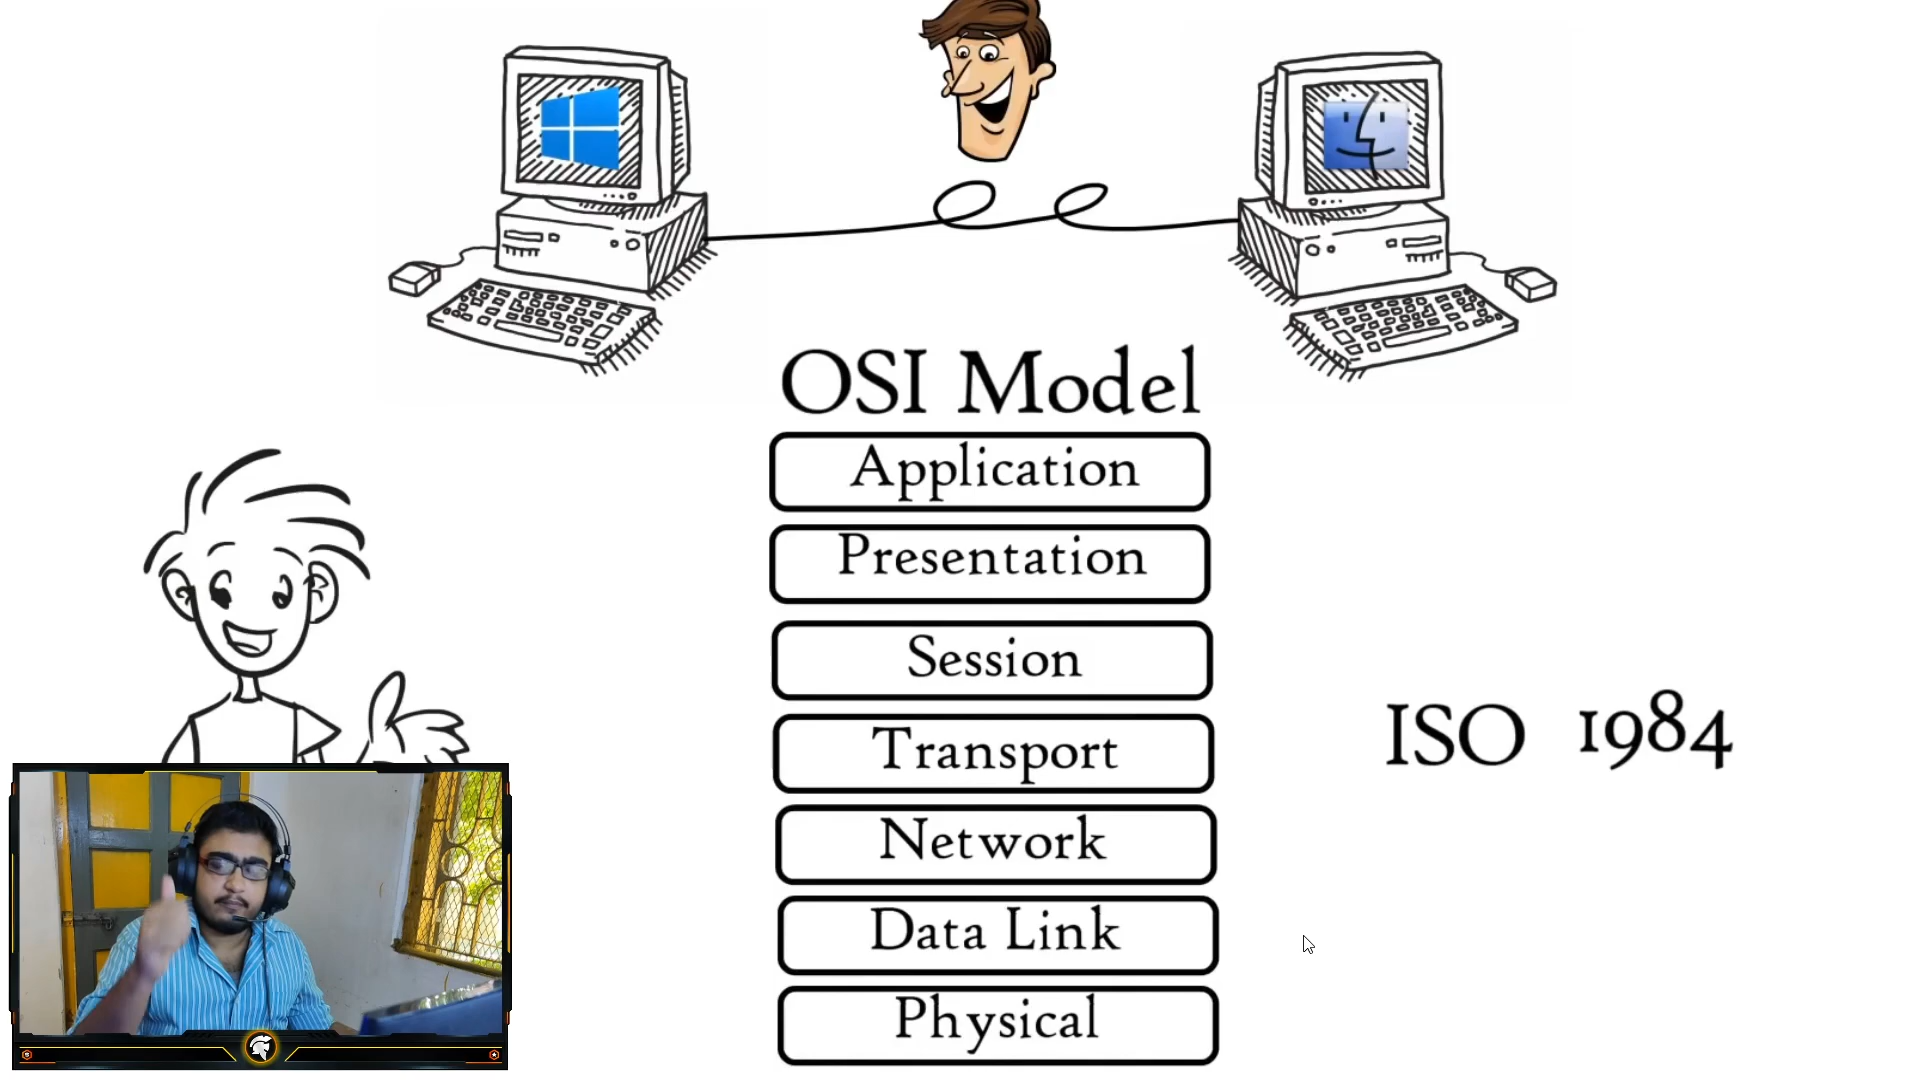 OSI Model
Application
Presentation
Session
Transport
Network
Data Link
Physical
ISO 1984